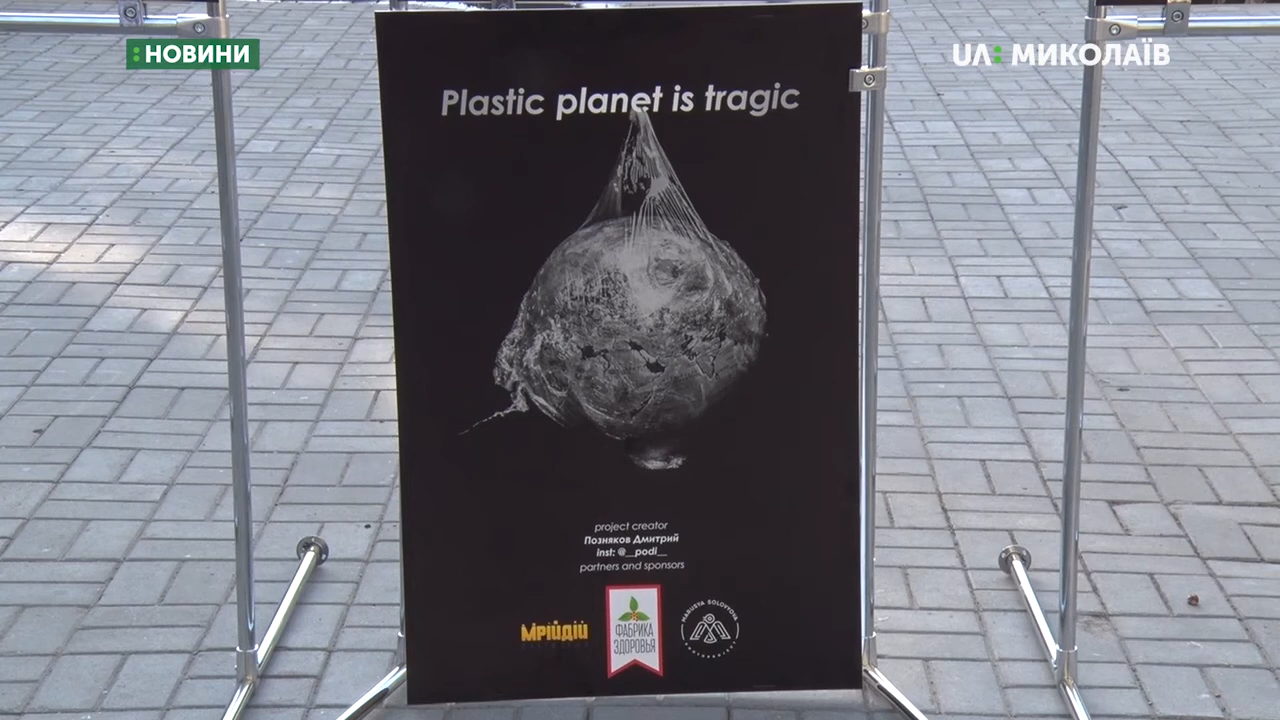 :НОВИНИ
UA: МИКОЛАЇВ
Plastic planet is tragic
project creator
Позняков Дмитрий
inst: @__podi__
partners and sponsors
МРІЙДІЙ
ФАБРИКА
ЗДОРОВЬЯ
MARUSYA SOLOVYOVA